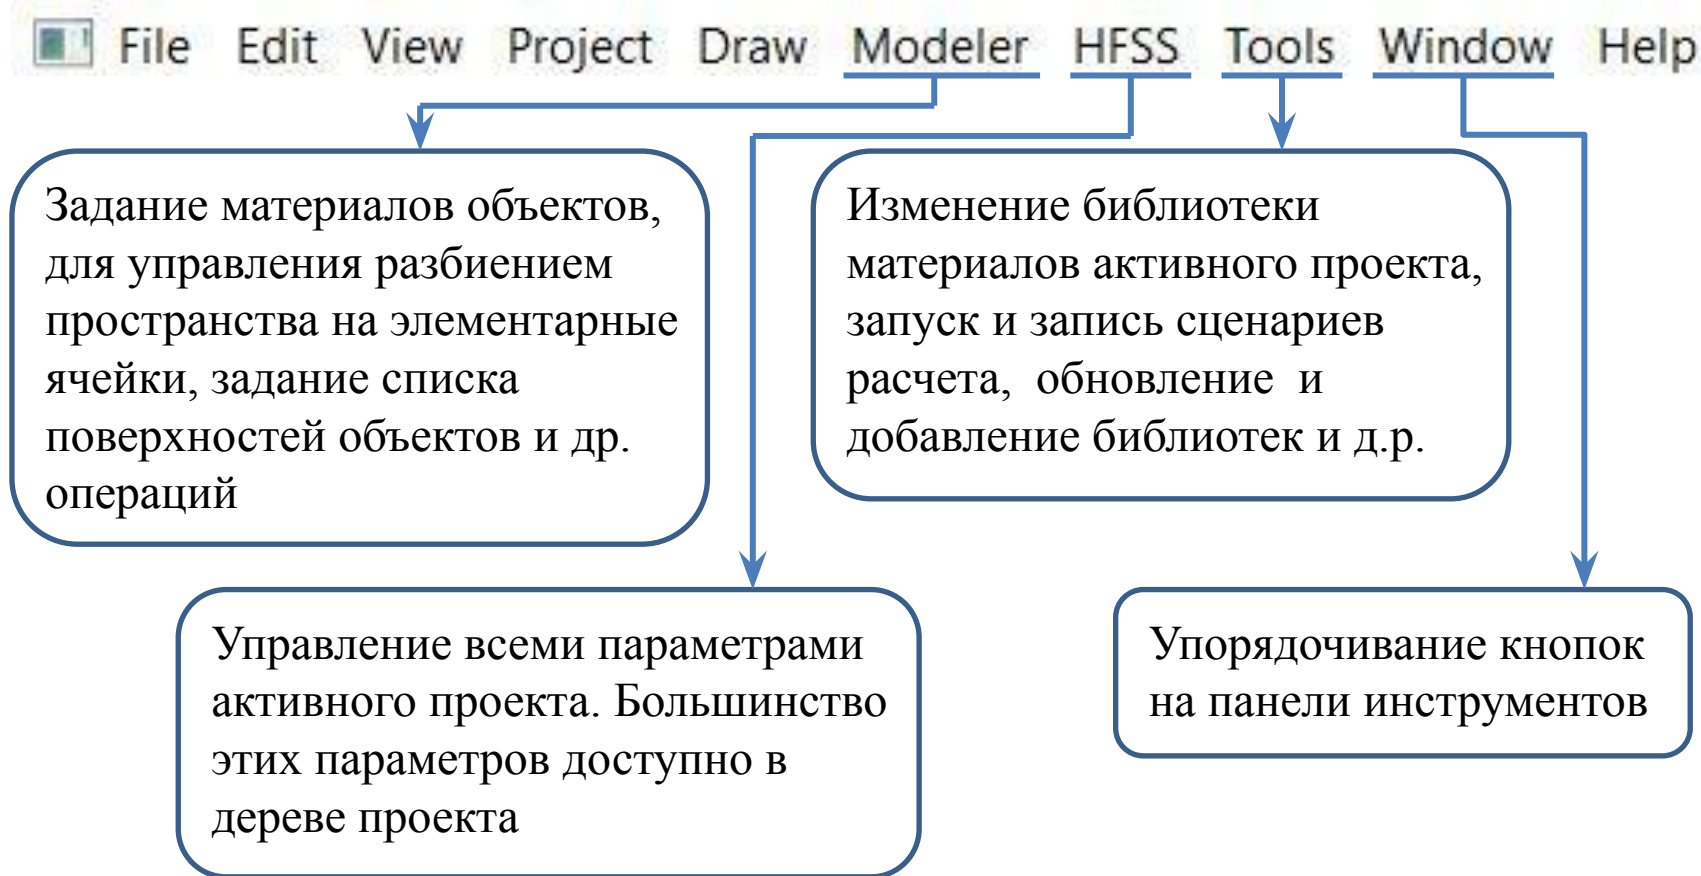 File Edit View Project Draw Modeler HFSS Tools Window Help
Задание материалов объектов,
для управления разбиением
пространства на элементарные
ячейки, задание списка
поверхностей объектов и др.
операций
Изменение библиотеки
материалов активного проекта,
запуск и запись сценариев
расчета, обновление и
добавление библиотек и д.р.
Управление всеми параметрами
активного проекта. Большинство
этих параметров доступно в
дереве проекта
Упорядочивание кнопок
на панели инструментов